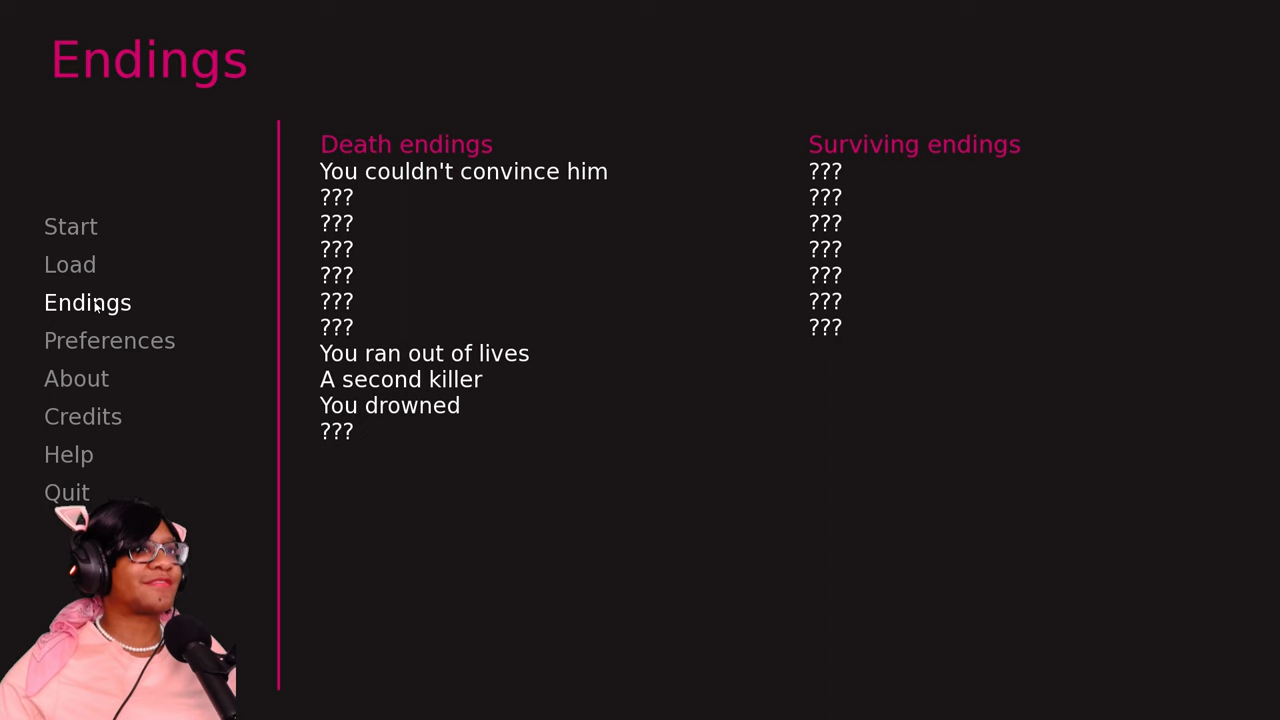 Endings
Start
Load
Endings
Preferences
About
Credits
Help
Quit
Death endings
You couldn't convince him
???
???
???
???
???
???
You ran out of lives
A second killer
You drowned
???
Surviving endings
???
???
???
???
???
???
???